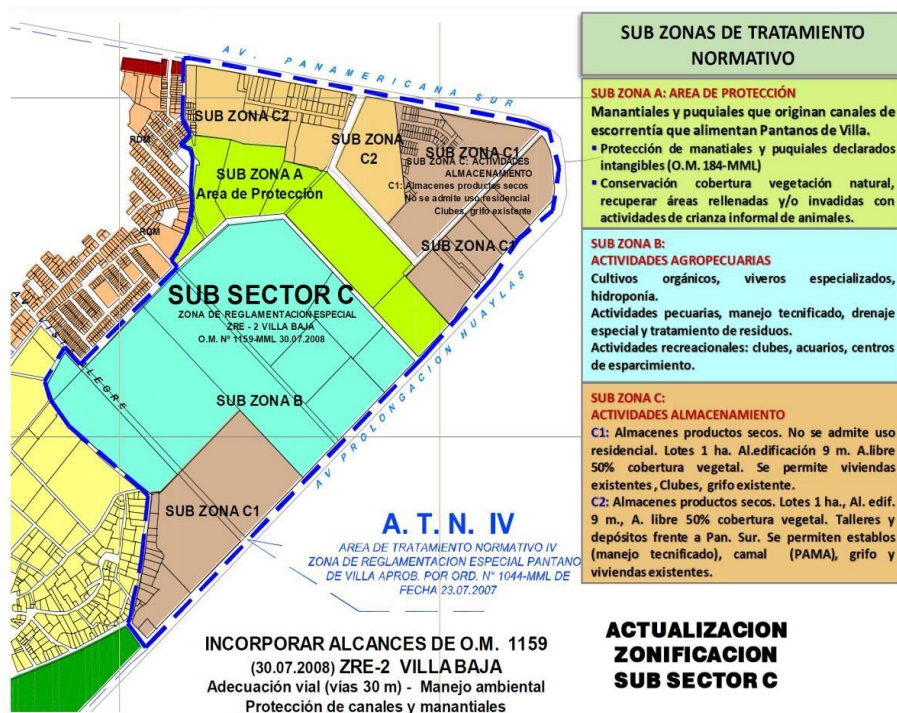 AV. PANAMERICANA SUR
SUB ZONA C2
SUB ZONA
C2
SUB ZONA C1
SUB ZONA C: ACTIVIDADES
ALMACENAMIENTO
C1: Almacenes productos secos
No se admite uso residencial
Clubes, grifo existente
RDM
SUB ZONA A
Area de Protección
RDM
SUB ZONA C1
SUB SECTOR C
ZONA DE REGLAMENTACION ESPECIAL
ZRE - 2 VILLA BAJA
O.M. Nº 1159-MML 30.07.2008
SUB ZONA B
ALEGRE
AV PROLONGACION HUAYLAS
SUB ZONA C1
A. T. N. IV
AREA DE TRATAMIENTO NORMATIVO IV
ZONA DE REGLAMENTACION ESPECIAL PANTANO
DE VILLA APROB. POR ORD. Nº 1044-MML DE
FECHA 23.07.2007
INCORPORAR ALCANCES DE O.M. 1159
(30.07.2008) ZRE-2 VILLA BAJA
Adecuación vial (vías 30 m) - Manejo ambiental
Protección de canales y manantiales
SUB ZONAS DE TRATAMIENTO
NORMATIVO
SUB ZONA A: AREA DE PROTECCIÓN
Manantiales y puquiales que originan canales de
escorrentía que alimentan Pantanos de Villa.
▪ Protección de manatiales y puquiales declarados
intangibles (O.M. 184-MML)
▪ Conservación cobertura vegetación natural,
recuperar áreas rellenadas y/o invadidas con
actividades de crianza informal de animales.
SUB ZONA B:
ACTIVIDADES AGROPECUARIAS
Cultivos orgánicos, viveros especializados,
hidroponía.
Actividades pecuarias, manejo tecnificado, drenaje
especial y tratamiento de residuos.
Actividades recreacionales: clubes, acuarios, centros
de esparcimiento.
SUB ZONA C:
ACTIVIDADES ALMACENAMIENTO
C1: Almacenes productos secos. No se admite uso
residencial. Lotes 1 ha. Al.edificación 9 m. A.libre
50% cobertura vegetal. Se permite viviendas
existentes , Clubes, grifo existente.
C2: Almacenes productos secos. Lotes 1 ha., Al. edif.
9 m., A. libre 50% cobertura vegetal. Talleres y
depósitos frente a Pan. Sur. Se permiten establos
(manejo tecnificado), camal (PAMA), grifo y
viviendas existentes.
ACTUALIZACION
ZONIFICACION
SUB SECTOR C